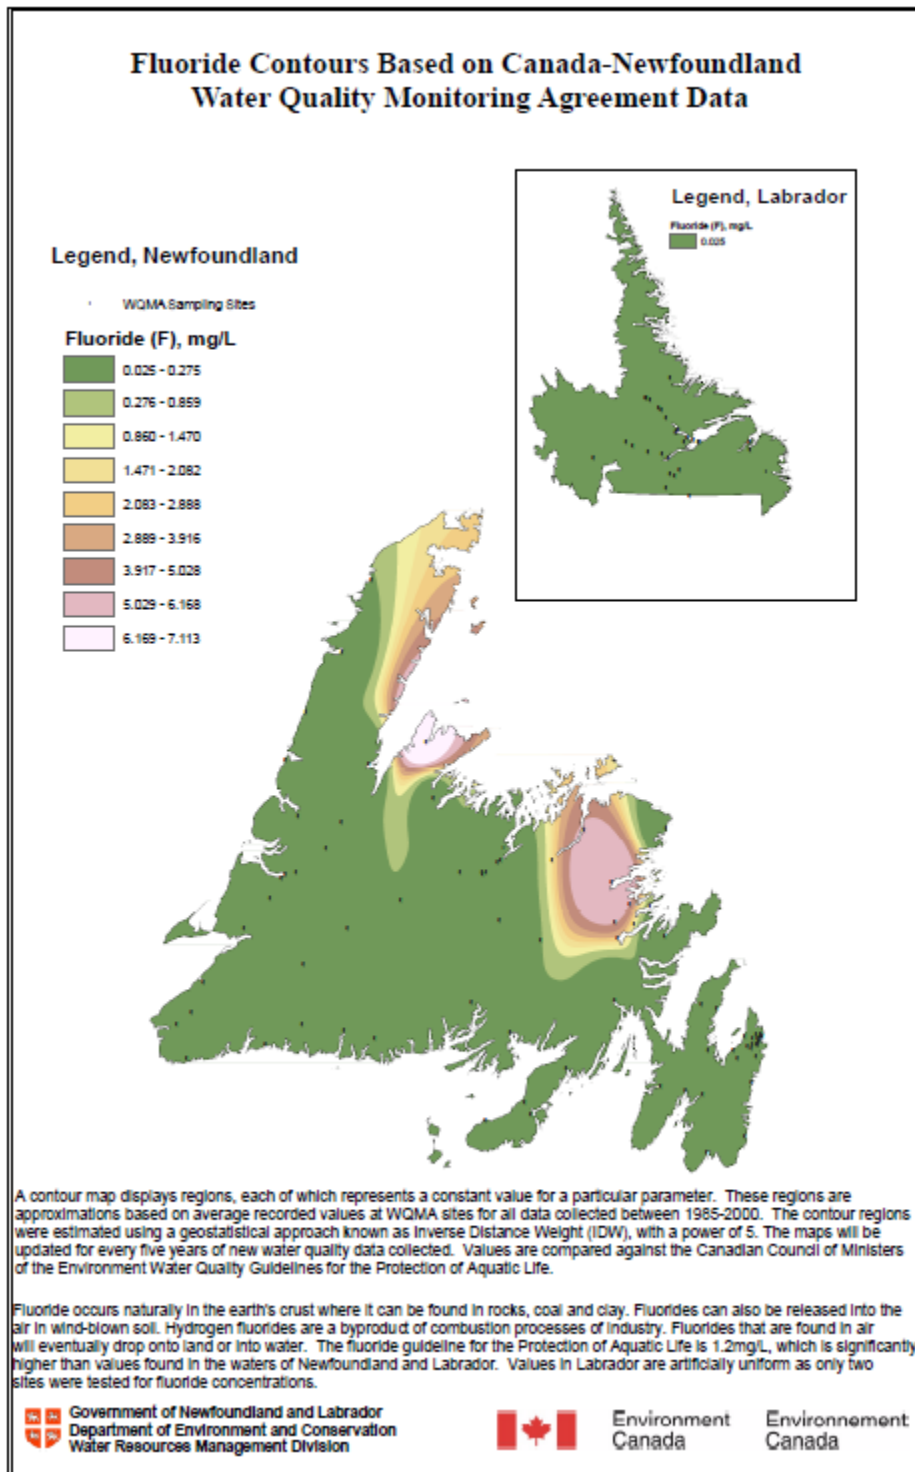 Fluoride Contours Based on Canada-Newfoundland
Water Quality Monitoring Agreement Data
Legend, Labrador
Fluoride (F), mg/L
0.025
Legend, Newfoundland
WQMA Sampling Sites
Fluoride (F), mg/L
0.025 - 0.275
0.276 - 0.859
0.860 - 1.470
1.471 - 2.082
2.083 - 2.888
2.889 - 3.916
3.917 - 5.028
5.029 - 6.168
6.169 - 7.113
A contour map displays regions, each of which represents a constant value for a particular parameter. These regions are
approximations based on average recorded values at WQMA sites for all data collected between 1985-2000. The contour regions
were estimated using a geostatistical approach known as Inverse Distance Weight (IDW), with a power of 5. The maps will be
updated for every five years of new water quality data collected. Values are compared against the Canadian Council of Ministers
of the Environment Water Quality Guidelines for the Protection of Aquatic Life.
Fluoride occurs naturally in the earth's crust where it can be found in rocks, coal and clay. Fluorides can also be released into the
air in wind-blown soil. Hydrogen fluorides are a byproduct of combustion processes of industry. Fluorides that are found in air
will eventually drop onto land or into water. The fluoride guideline for the Protection of Aquatic Life is 1.2mg/L, which is significantly
higher than values found in the waters of Newfoundland and Labrador. Values in Labrador are artificially uniform as only two
sites were tested for fluoride concentrations.
Government of Newfoundland and Labrador
Department of Environment and Conservation
Water Resources Management Division
Environment
Canada
Environnement
Canada